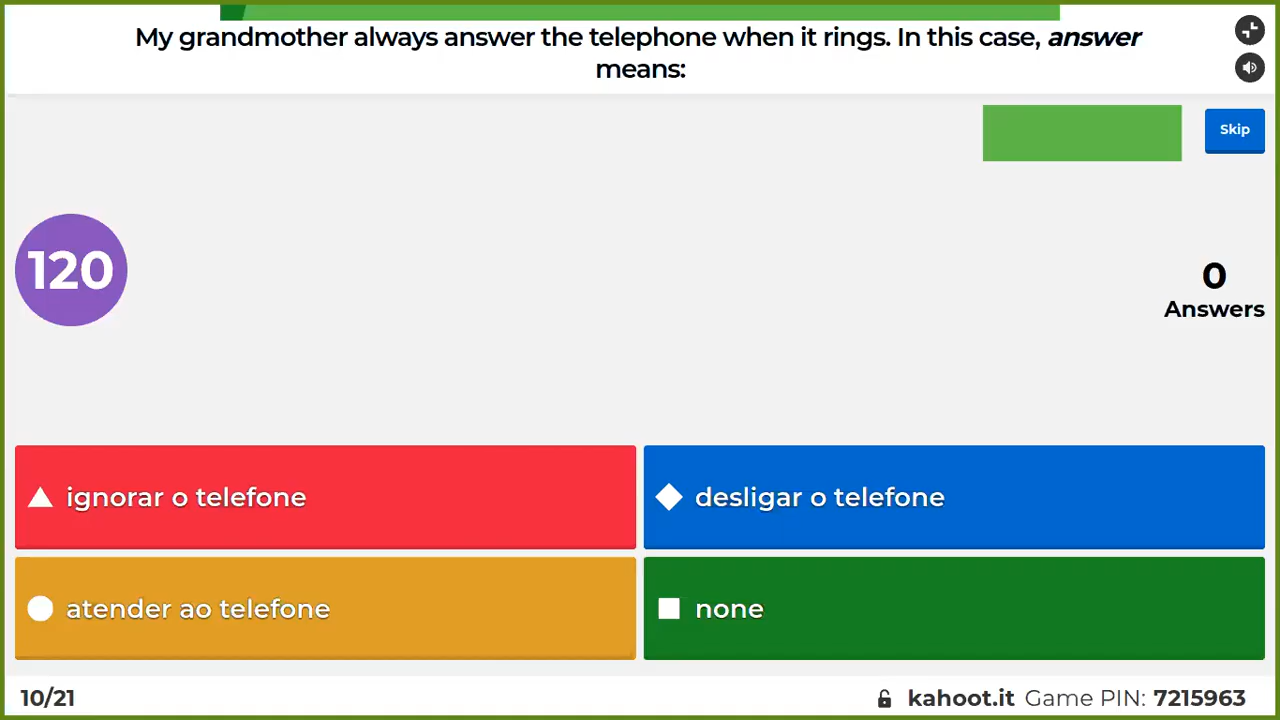 My grandmother always answer the telephone when it rings. In this case, answer
means:
Skip
120
0
Answers
ignorar o telefone
desligar o telefone
atender ao telefone
none
10/21
kahoot.it Game PIN: 7215963